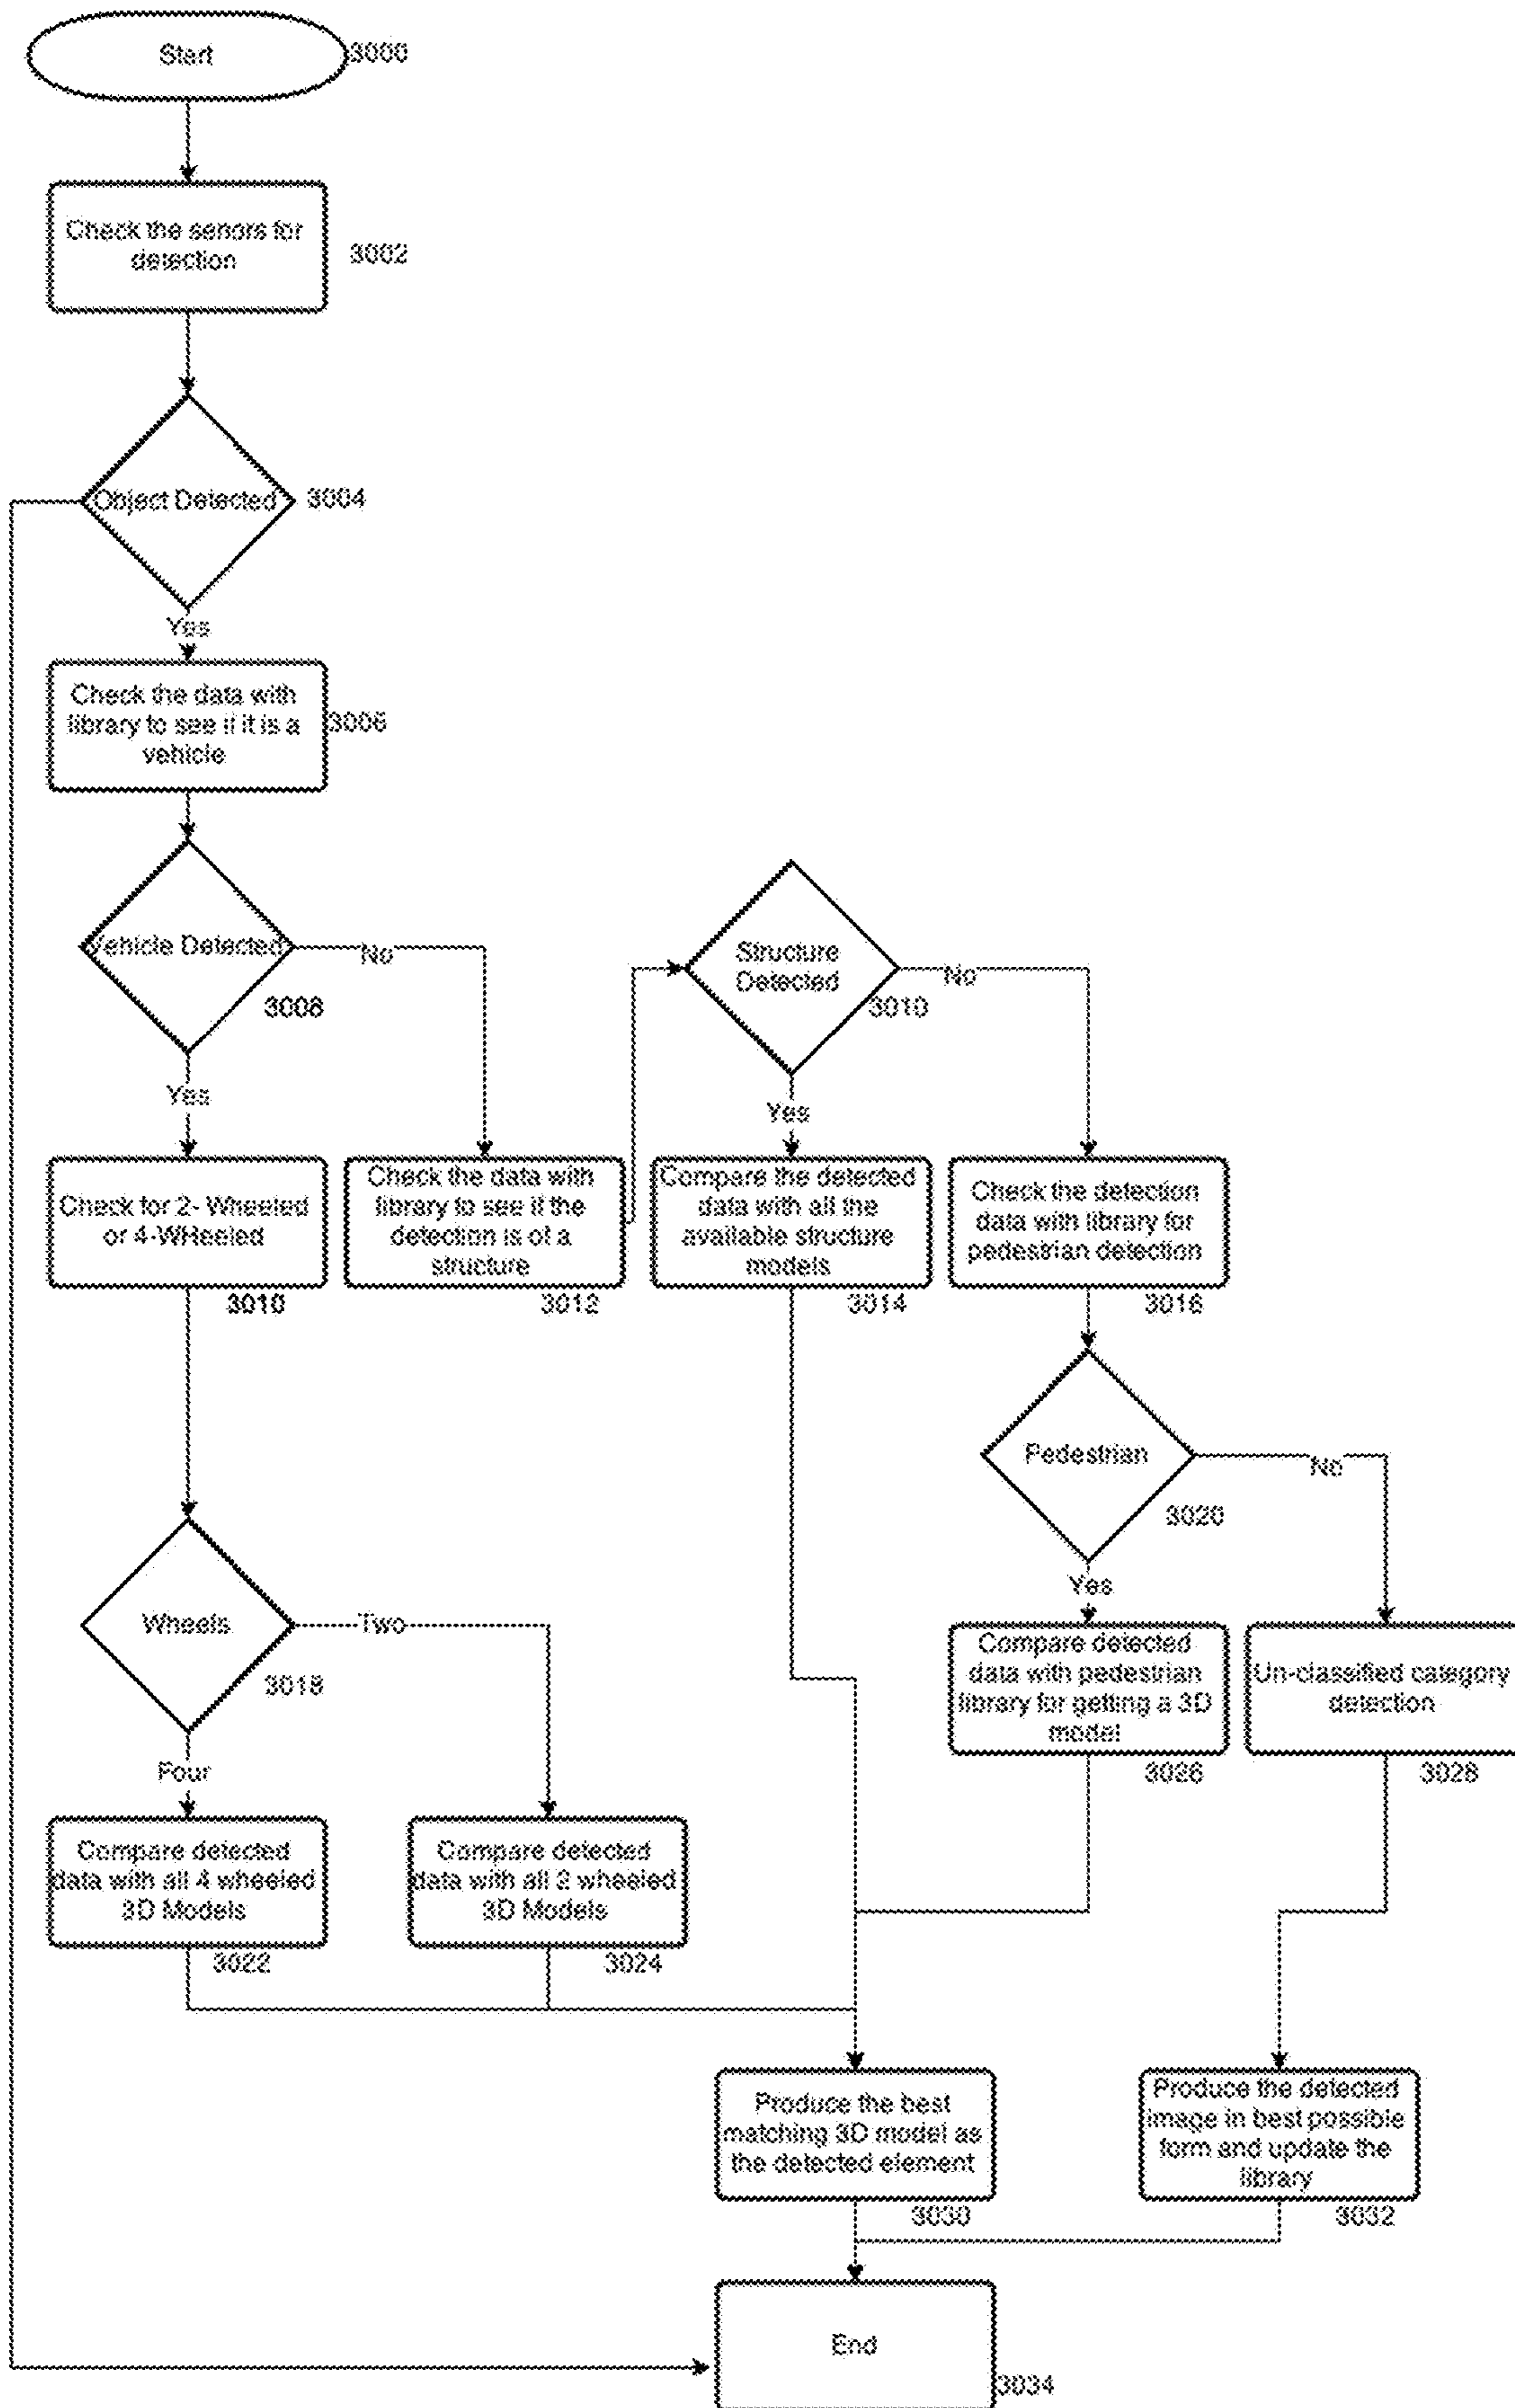 Start
3000
Check the senors for
detection
3002
Object Detected
3004
Yes
Check the data with
library to see if it is a
vehicle
3006
Vehicle Detected
No
3008
Yes
Structure
Detected
3010
No
Yes
Check for 2- Wheeled
or 4-WHeeled
3010
Check the data with
library to see if the
detection is of a
structure
3012
Compare the detected
data with all the
available structure
models
3014
Check the detection
data with library for
pedestrian detection
3016
Pedestrian
No
3020
Yes
Wheels
Two
3018
Four
Compare detected
data with pedestrian
library for getting a 3D
model
3026
Un-classified category
detection
3028
Compare detected
data with all 4 wheeled
3D Models
3022
Compare detected
data with all 2 wheeled
3D Models
3024
Produce the best
matching 3D model as
the detected element
3030
Produce the detected
image in best possible
form and update the
library
3032
End
3034